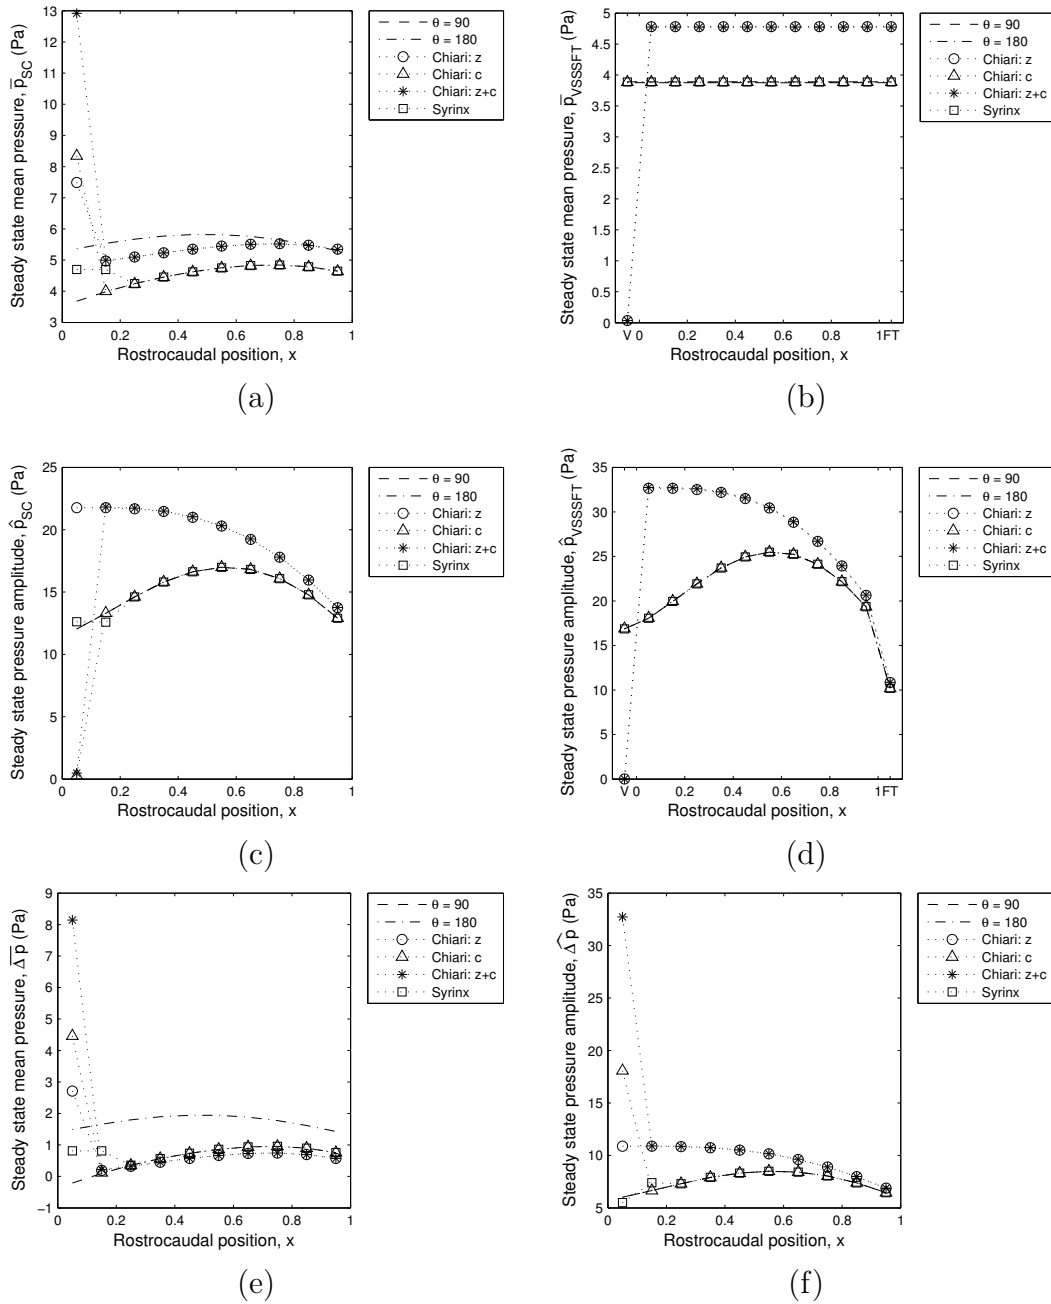 13
12
11
10
9
8
7
6
5
4
3
0 0.2 0.4 0.6 0.8 1
Rostrocaudal position, x
Steady state mean pressure, p̅SC (Pa)
θ = 90
θ = 180
Chiari: z
Chiari: c
Chiari: z+c
Syrinx
(a)
5
4.5
4
3.5
3
2.5
2
1.5
1
0.5
0
V 0 0.2 0.4 0.6 0.8 1FT
Rostrocaudal position, x
Steady state mean pressure, p̅VSSSFT (Pa)
θ = 90
θ = 180
Chiari: z
Chiari: c
Chiari: z+c
Syrinx
(b)
25
20
15
10
5
0
0 0.2 0.4 0.6 0.8 1
Rostrocaudal position, x
Steady state pressure amplitude, p̂SC (Pa)
θ = 90
θ = 180
Chiari: z
Chiari: c
Chiari: z+c
Syrinx
(c)
35
30
25
20
15
10
5
0
V 0 0.2 0.4 0.6 0.8 1FT
Rostrocaudal position, x
Steady state pressure amplitude, p̂VSSSFT (Pa)
θ = 90
θ = 180
Chiari: z
Chiari: c
Chiari: z+c
Syrinx
(d)
9
8
7
6
5
4
3
2
1
0
−1
0 0.2 0.4 0.6 0.8 1
Rostrocaudal position, x
Steady state mean pressure, Δ̅p̅ (Pa)
θ = 90
θ = 180
Chiari: z
Chiari: c
Chiari: z+c
Syrinx
(e)
35
30
25
20
15
10
5
0 0.2 0.4 0.6 0.8 1
Rostrocaudal position, x
Steady state pressure amplitude, Δ̂p (Pa)
θ = 90
θ = 180
Chiari: z
Chiari: c
Chiari: z+c
Syrinx
(f)